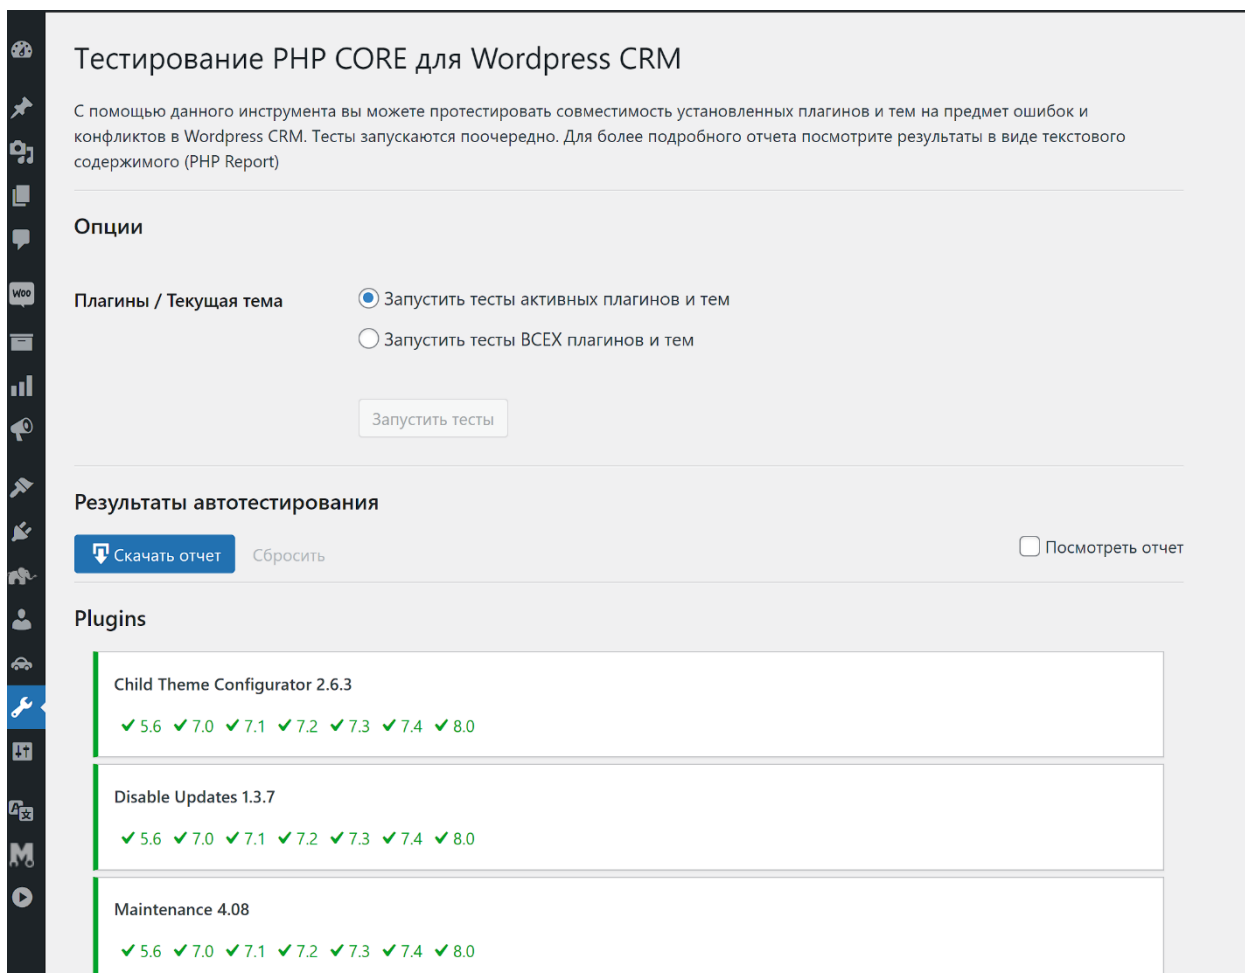 Тестирование PHP CORE для Wordpress CRM
С помощью данного инструмента вы можете протестировать совместимость установленных плагинов и тем на предмет ошибок и
конфликтов в Wordpress CRM. Тесты запускаются поочередно. Для более подробного отчета посмотрите результаты в виде текстового
содержимого (PHP Report)
Опции
Плагины / Текущая тема
Запустить тесты активных плагинов и тем
Запустить тесты ВСЕХ плагинов и тем
Запустить тесты
Результаты автотестирования
Скачать отчет Сбросить Посмотреть отчет
Plugins
Child Theme Configurator 2.6.3
5.6 7.0 7.1 7.2 7.3 7.4 8.0
Disable Updates 1.3.7
5.6 7.0 7.1 7.2 7.3 7.4 8.0
Maintenance 4.08
5.6 7.0 7.1 7.2 7.3 7.4 8.0
Woo